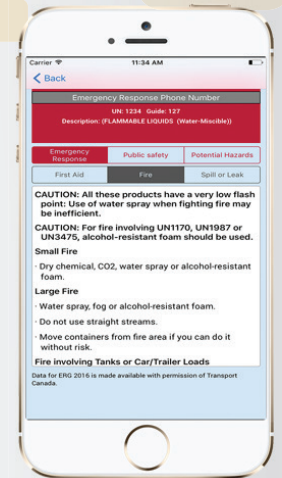 Carrier 11:34 AM
Back
Emergency Response Phone Number
UN: 1234 Guide: 127
Description: (FLAMMABLE LIQUIDS (Water-Miscible))
Emergency Response Public safety Potential Hazards
First Aid Fire Spill or Leak
CAUTION: All these products have a very low flash
point: Use of water spray when fighting fire may
be inefficient.
CAUTION: For fire involving UN1170, UN1987 or
UN3475, alcohol-resistant foam should be used.
Small Fire
· Dry chemical, CO2, water spray or alcohol-resistant
foam.
Large Fire
· Water spray, fog or alcohol-resistant foam.
· Do not use straight streams.
· Move containers from fire area if you can do it
without risk.
Fire involving Tanks or Car/Trailer Loads
Data for ERG 2016 is made available with permission of Transport
Canada.